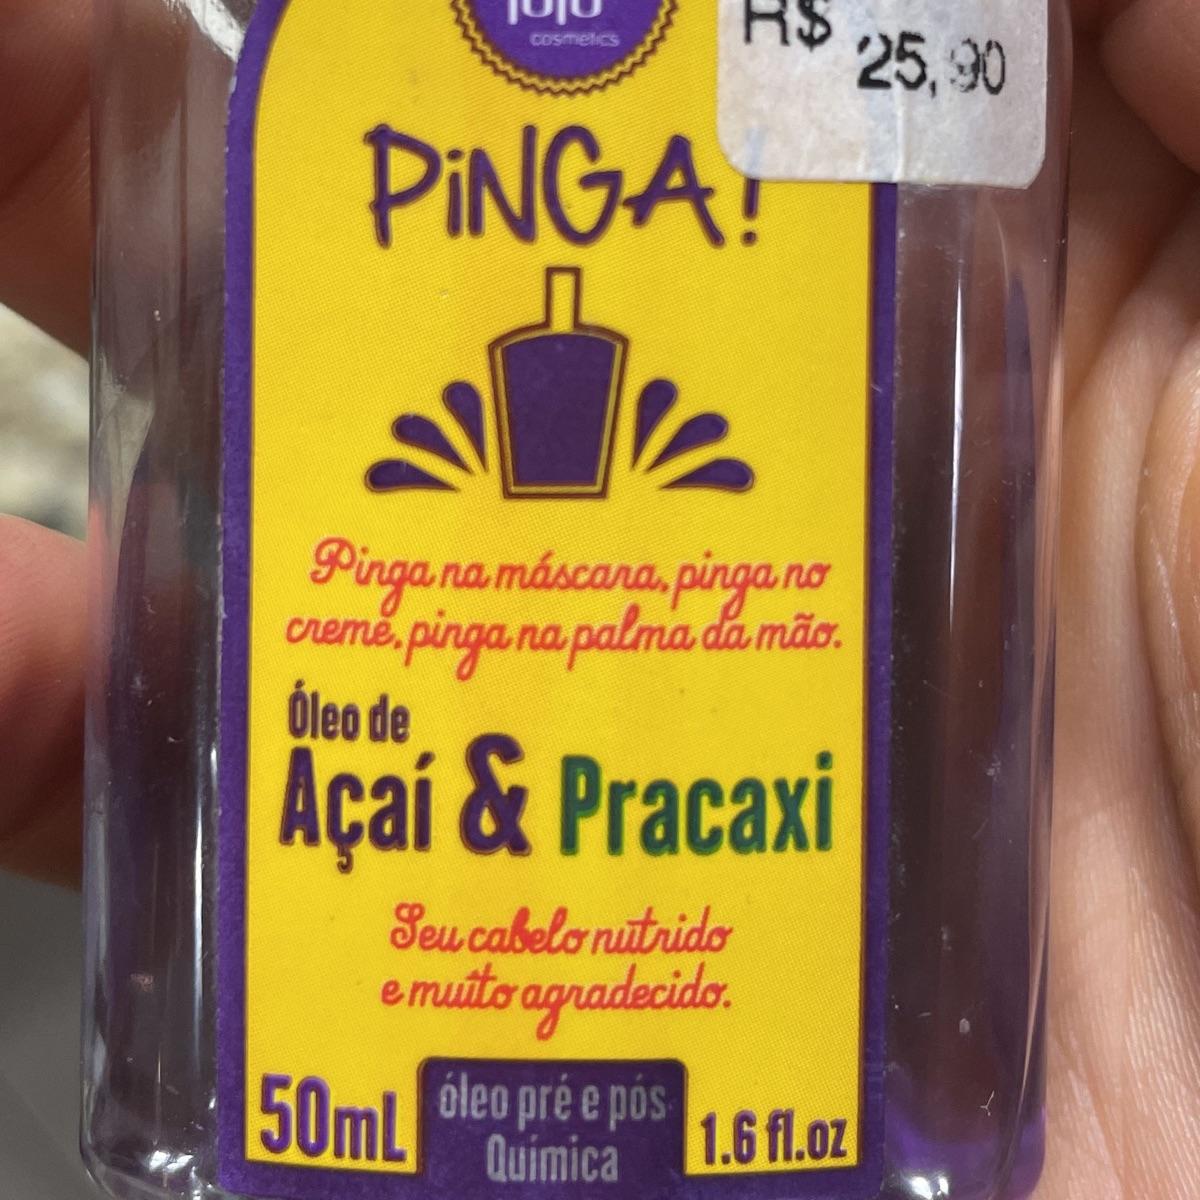 cosmetics
R$ 25,90
PiNGA!
Pinga na máscara, pinga no
creme, pinga na palma da mão.
Óleo de
Açaí & Pracaxi
Seu cabelo nutrido
e muito agradecido.
50mL
óleo pré e pós
Química
1.6 fl.oz